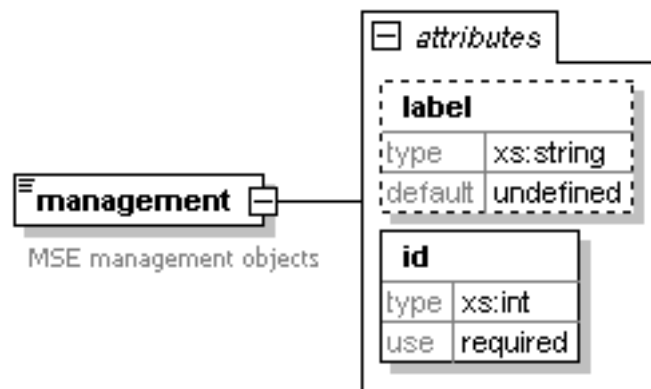 attributes
label
type xs:string
default undefined
management
MSE management objects
id
type xs:int
use required